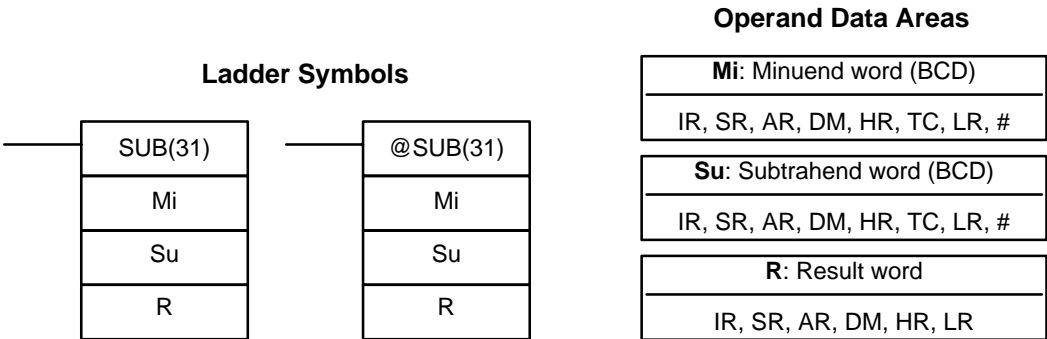 Ladder Symbols
SUB(31)
Mi
Su
R
@SUB(31)
Mi
Su
R
Operand Data Areas
Mi: Minuend word (BCD)
IR, SR, AR, DM, HR, TC, LR, #
Su: Subtrahend word (BCD)
IR, SR, AR, DM, HR, TC, LR, #
R: Result word
IR, SR, AR, DM, HR, LR